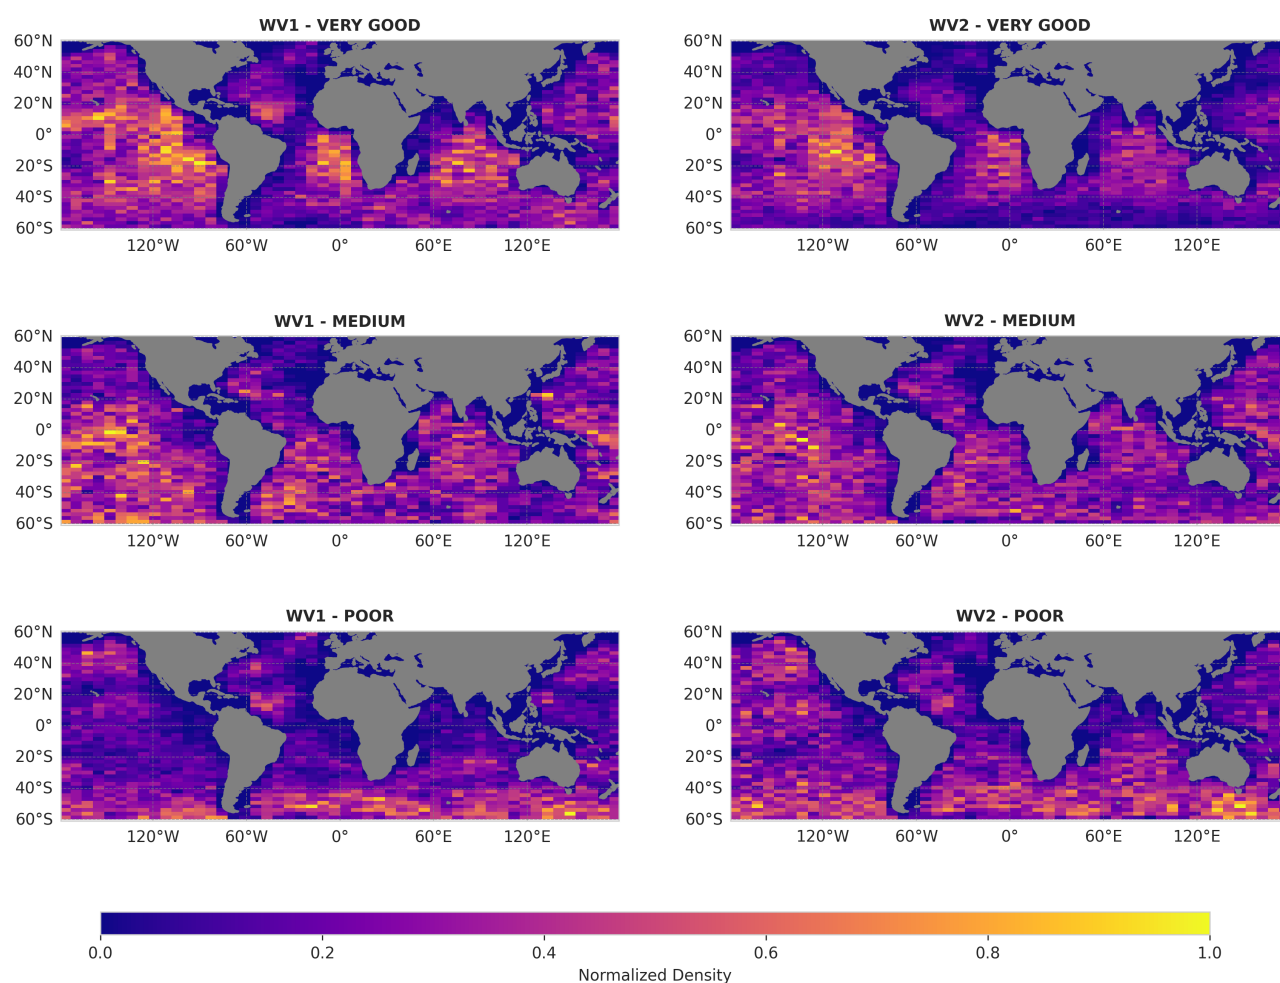 WV1 - VERY GOOD
60°N
40°N
20°N
0°
20°S
40°S
60°S
120°W 60°W 0° 60°E 120°E
WV2 - VERY GOOD
60°N
40°N
20°N
0°
20°S
40°S
60°S
120°W 60°W 0° 60°E 120°E
WV1 - MEDIUM
60°N
40°N
20°N
0°
20°S
40°S
60°S
120°W 60°W 0° 60°E 120°E
WV2 - MEDIUM
60°N
40°N
20°N
0°
20°S
40°S
60°S
120°W 60°W 0° 60°E 120°E
WV1 - POOR
60°N
40°N
20°N
0°
20°S
40°S
60°S
120°W 60°W 0° 60°E 120°E
WV2 - POOR
60°N
40°N
20°N
0°
20°S
40°S
60°S
120°W 60°W 0° 60°E 120°E
0.0 0.2 0.4 0.6 0.8 1.0
Normalized Density